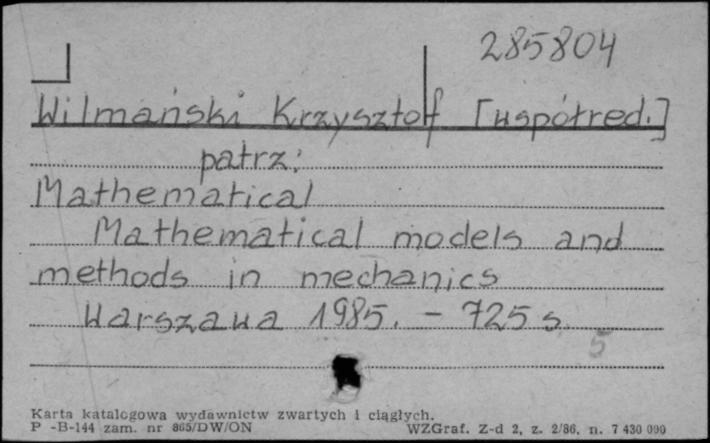 285804
Wilmański Krzysztof [współred.]
patrz:
Mathematical
Mathematical models and
methods in mechanics
Warszawa 1985. - 725 s.
5
Karta katalogowa wydawnictw zwartych i ciągłych.
P -B-144 zam. nr 865/DW/ON WZGraf. Z-d 2, z. 2/86, n. 7 430 090